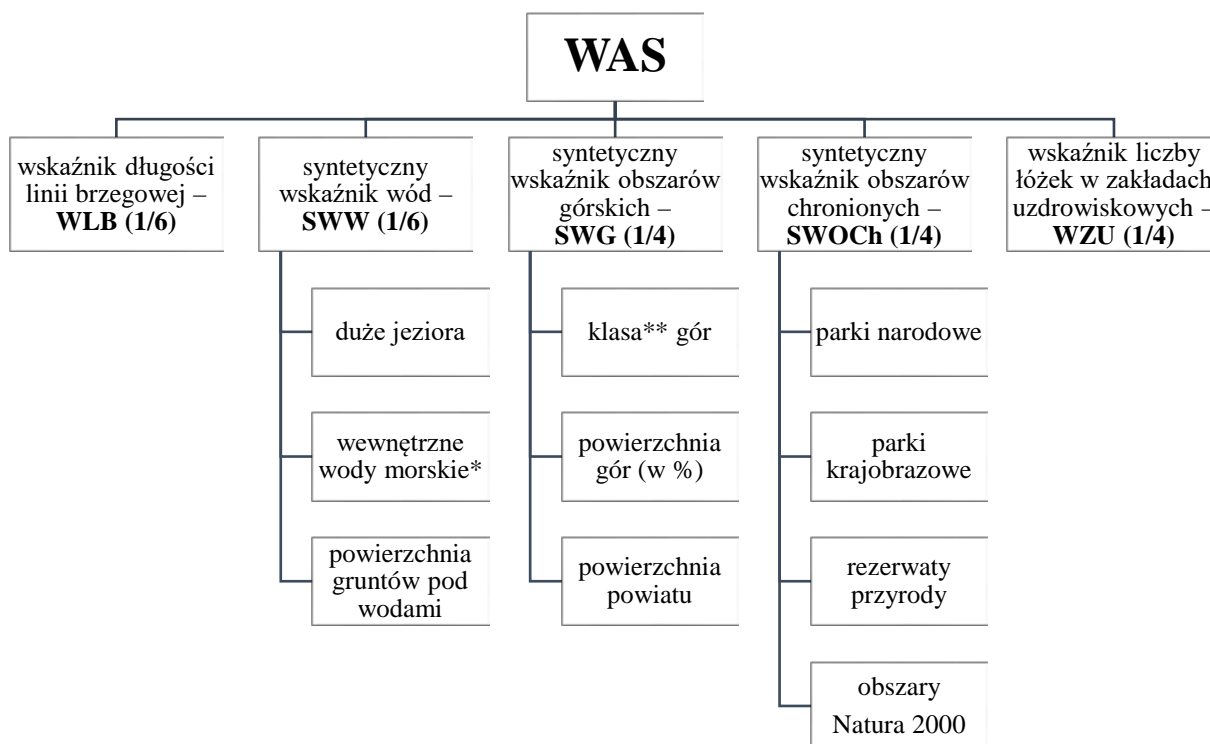 WAS
wskaźnik długości
linii brzegowej –
WLB (1/6)
syntetyczny
wskaźnik wód –
SWW (1/6)
duże jeziora
wewnętrzne
wody morskie*
powierzchnia
gruntów pod
wodami
syntetyczny
wskaźnik obszarów
górskich –
SWG (1/4)
klasa** gór
powierzchnia
gór (w %)
powierzchnia
powiatu
syntetyczny
wskaźnik obszarów
chronionych –
SWOCh (1/4)
parki narodowe
parki
krajobrazowe
rezerwaty
przyrody
obszary
Natura 2000
wskaźnik liczby
łóżek w zakładach
uzdrowiskowych –
WZU (1/4)